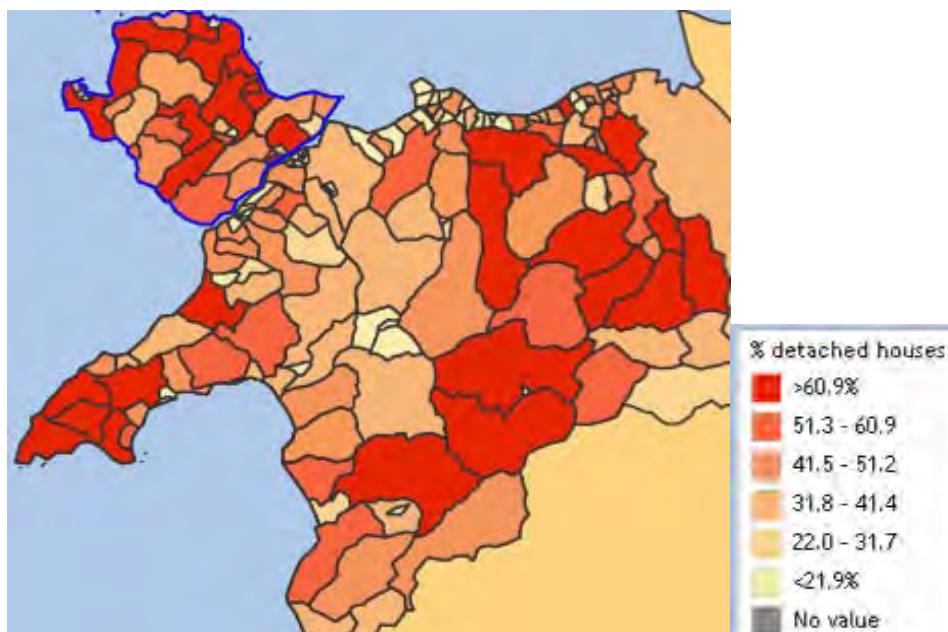 % detached houses
>60.9%
51.3 - 60.9
41.5 - 51.2
31.8 - 41.4
22.0 - 31.7
<21.9%
No value